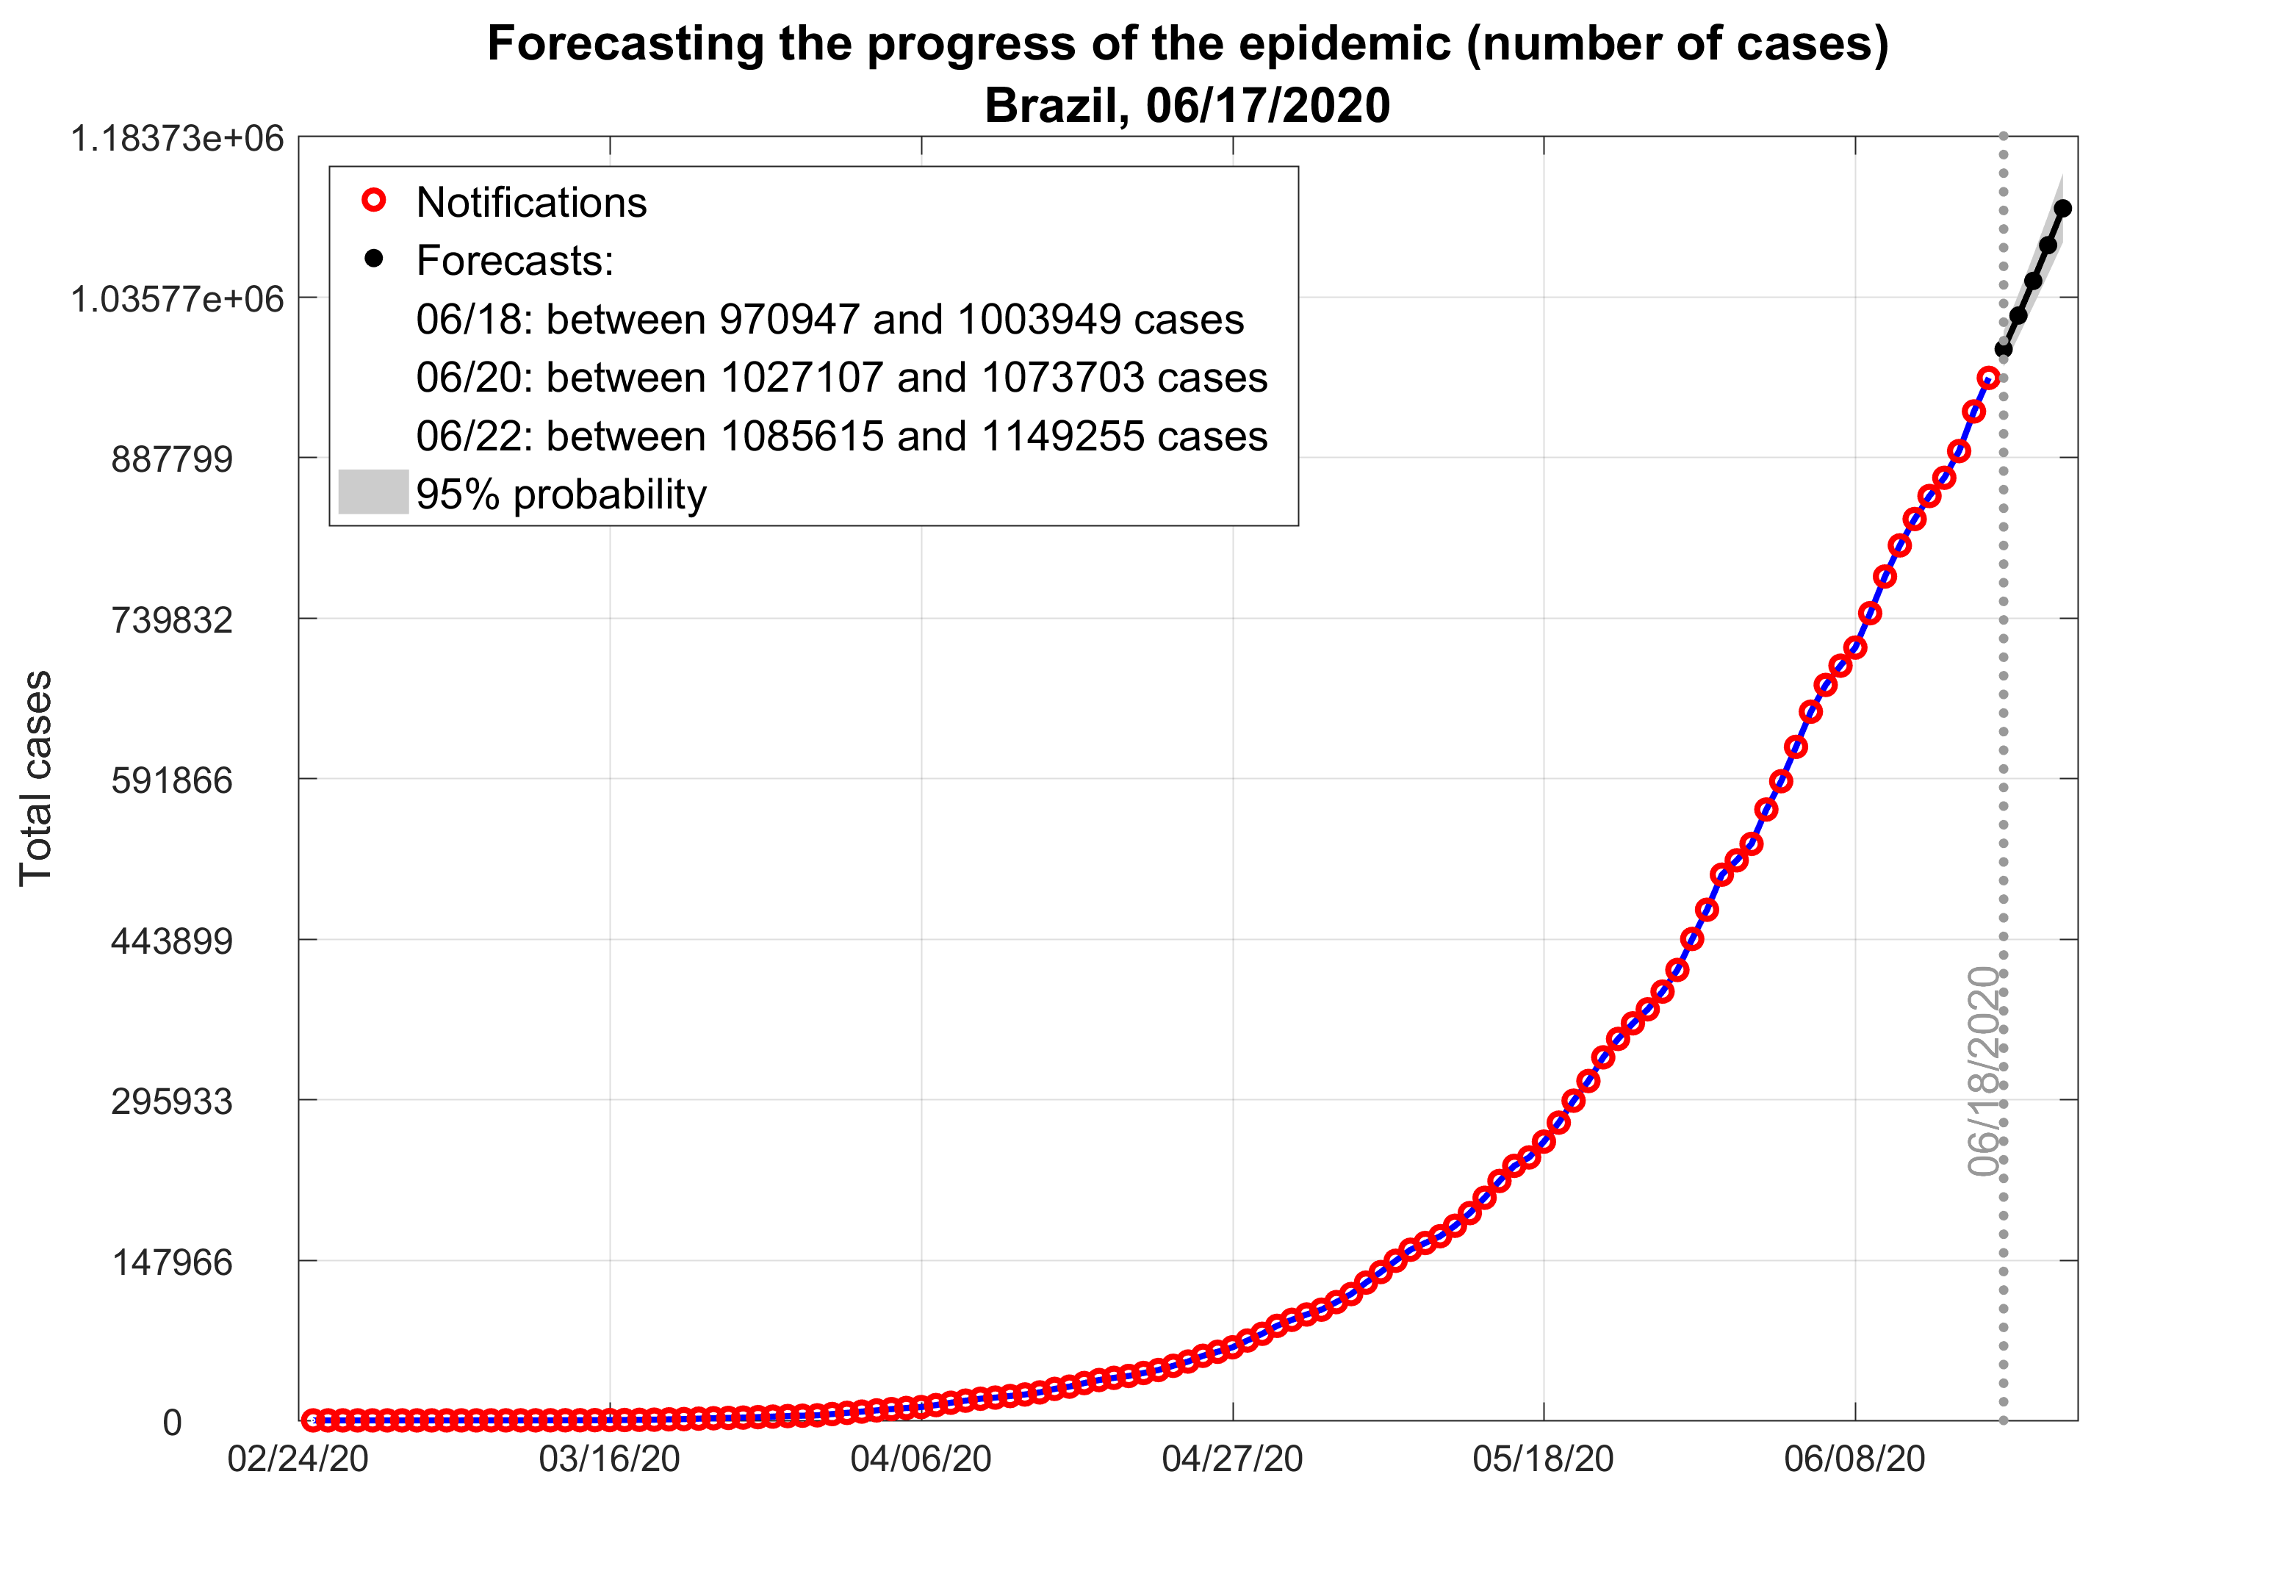 Forecasting the progress of the epidemic (number of cases)
Brazil, 06/17/2020
1.18373e+06
1.03577e+06
887799
739832
591866
443899
295933
147966
0
Total cases
Notifications
Forecasts:
06/18: between 970947 and 1003949 cases
06/20: between 1027107 and 1073703 cases
06/22: between 1085615 and 1149255 cases
95% probability
06/18/2020
02/24/20
03/16/20
04/06/20
04/27/20
05/18/20
06/08/20